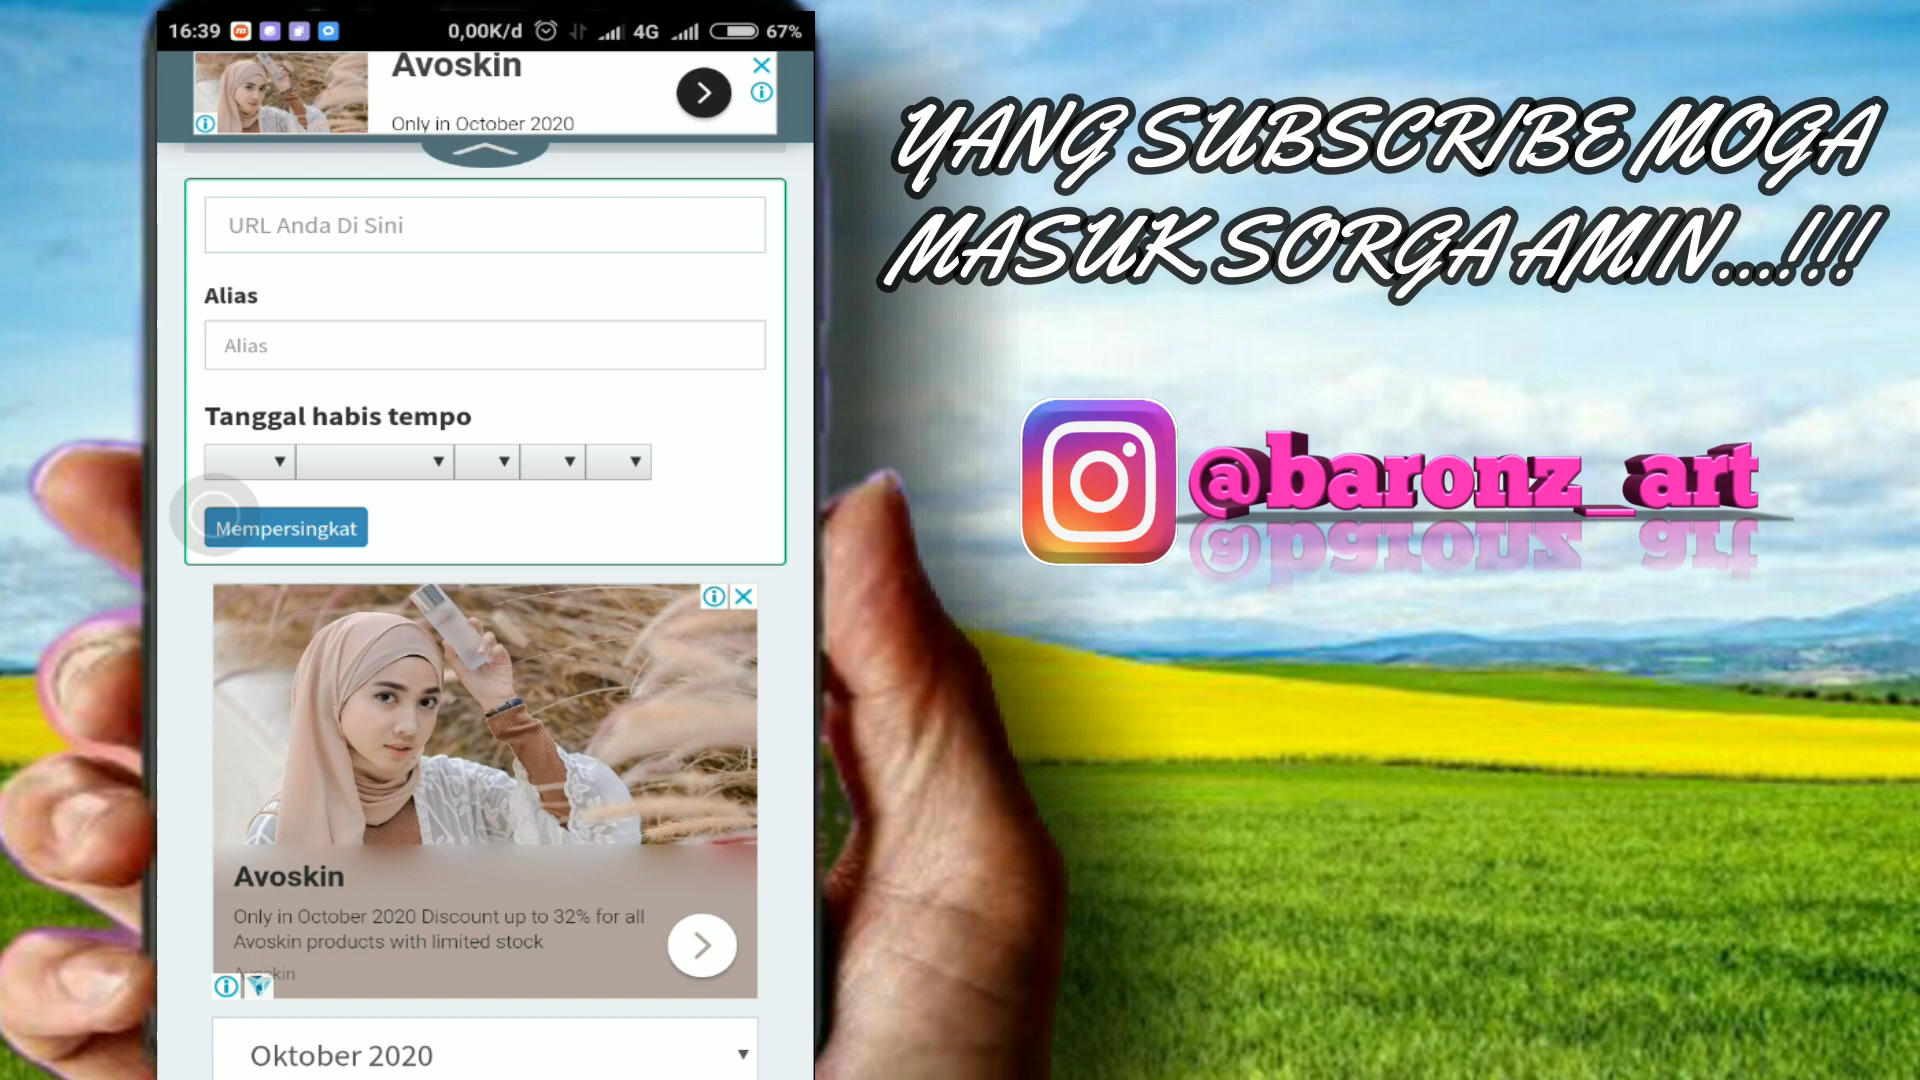 16:39
0,00K/d
4G
67%
Avoskin
Only in October 2020
URL Anda Di Sini
Alias
Alias
Tanggal habis tempo
Mempersingkat
Avoskin
Only in October 2020 Discount up to 32% for all
Avoskin products with limited stock
Avoskin
Oktober 2020
YANG SUBSCRIBE MOGA
MASUK SORGA AMIN....!!!
@baronz_art